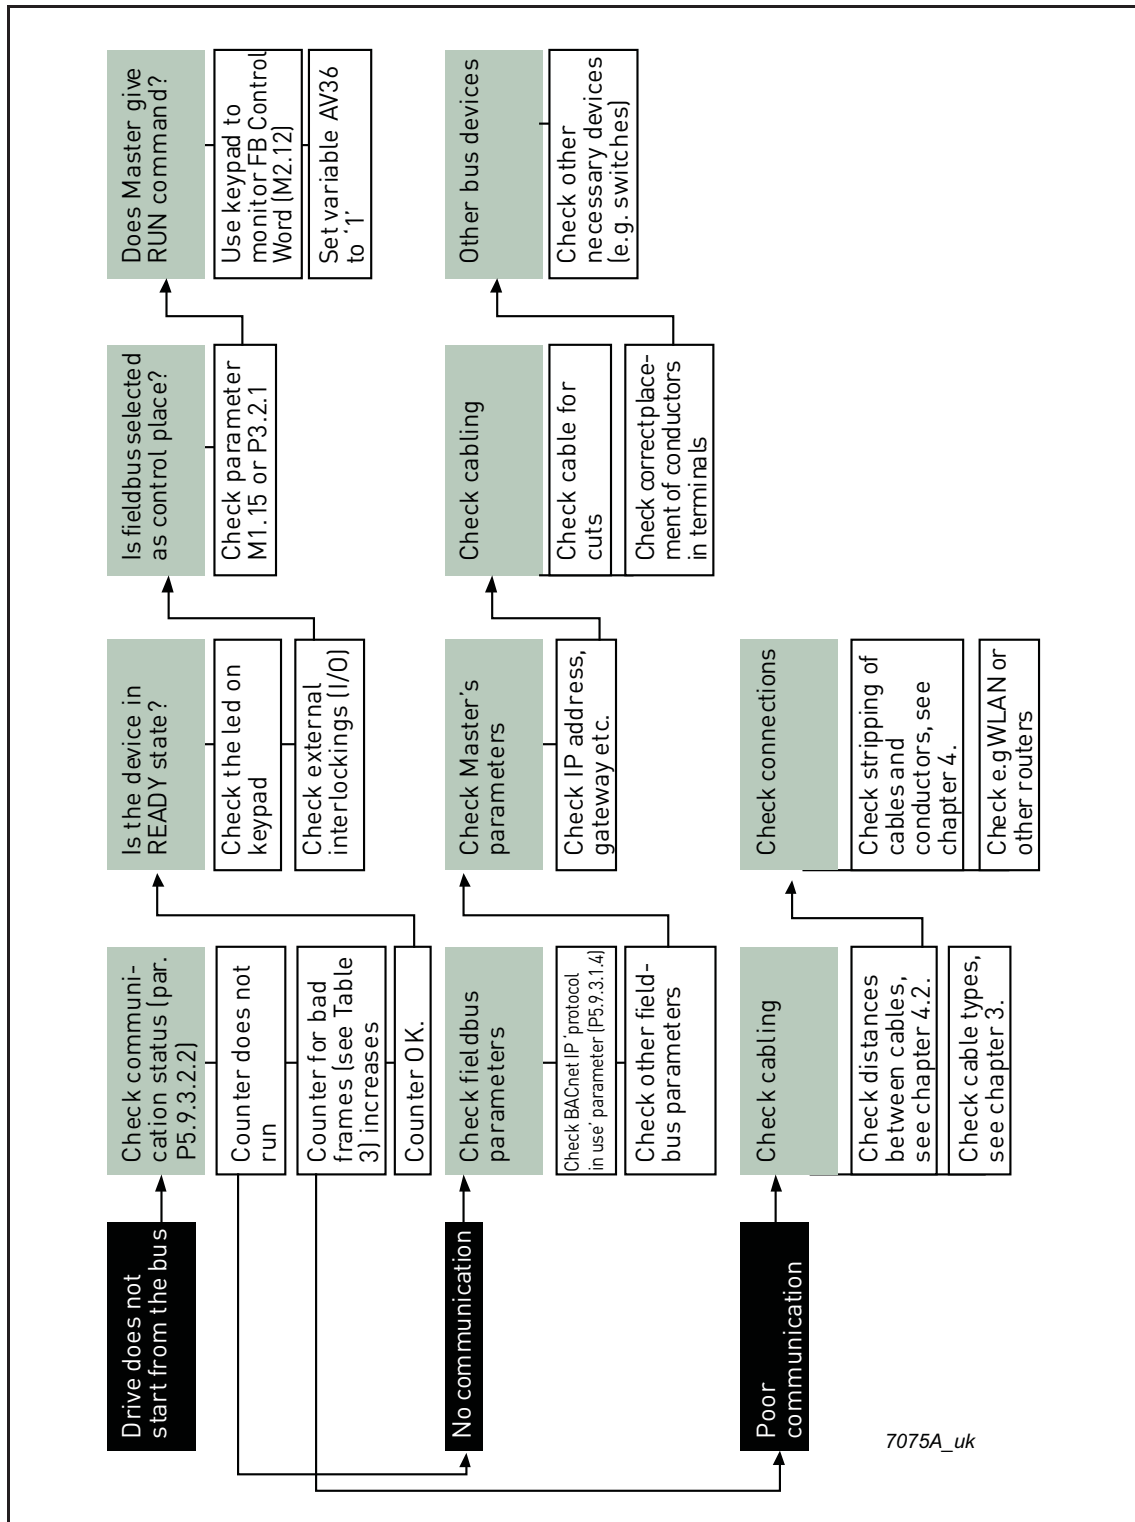 Drive does not
start from the bus
Check communi-
cation status (par.
P5.9.3.2.2)
Counter does not
run
Counter for bad
frames (see Table
3) increases
Counter OK.
Is the device in
READY state?
Check the led on
keypad
Check external
interlockings (I/O)
Is fieldbus selected
as control place?
Check parameter
M1.15 or P3.2.1
Does Master give
RUN command?
Use keypad to
monitor FB Control
Word (M2.12)
Set variable AV36
to ‘1’
No communication
Check fieldbus
parameters
Check BACnet IP ‘protocol
in use’ parameter (P5.9.3.1.4)
Check other field-
bus parameters
Check Master’s
parameters
Check IP address,
gateway etc.
Check cabling
Check cable for
cuts
Check correct place-
ment of conductors
in terminals
Other bus devices
Check other
necessary devices
(e.g. switches)
Poor
communication
Check cabling
Check distances
between cables,
see chapter 4.2.
Check cable types,
see chapter 3.
Check connections
Check stripping of
cables and
conductors, see
chapter 4.
Check e.g WLAN or
other routers
7075A_uk